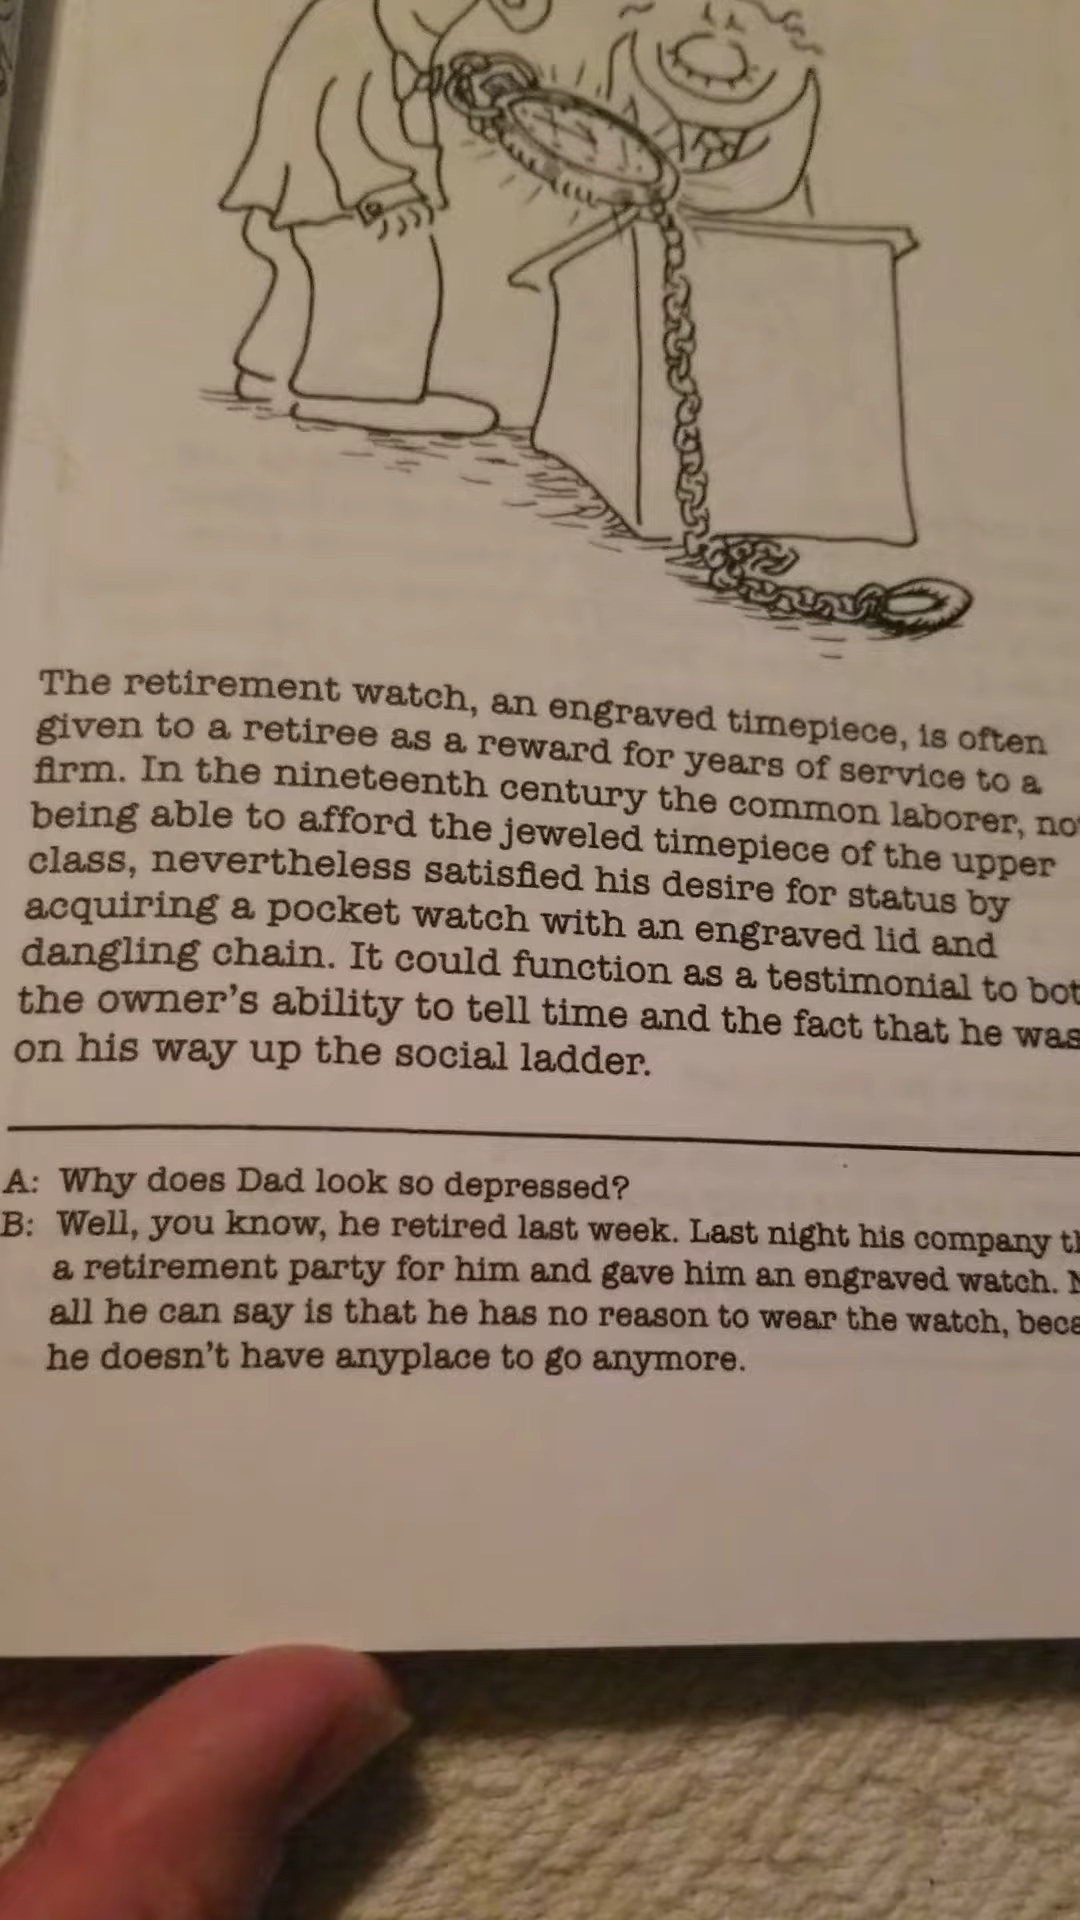 The retirement watch, an engraved timepiece, is often
given to a retiree as a reward for years of service to a
firm. In the nineteenth century the common laborer,
being able to afford the jeweled timepiece of the upper
class, nevertheless satisfied his desire for status by
acquiring a pocket watch with an engraved lid and
dangling chain. It could function as a testimonial to
the owner's ability to tell time and the fact that he was
on his way up the social ladder.
A: Why does Dad look so depressed?
B: Well, you know, he retired last week. Last night his company
a retirement party for him and gave him an engraved watch.
all he can say is that he has no reason to wear the watch,
he doesn't have anyplace to go anymore.